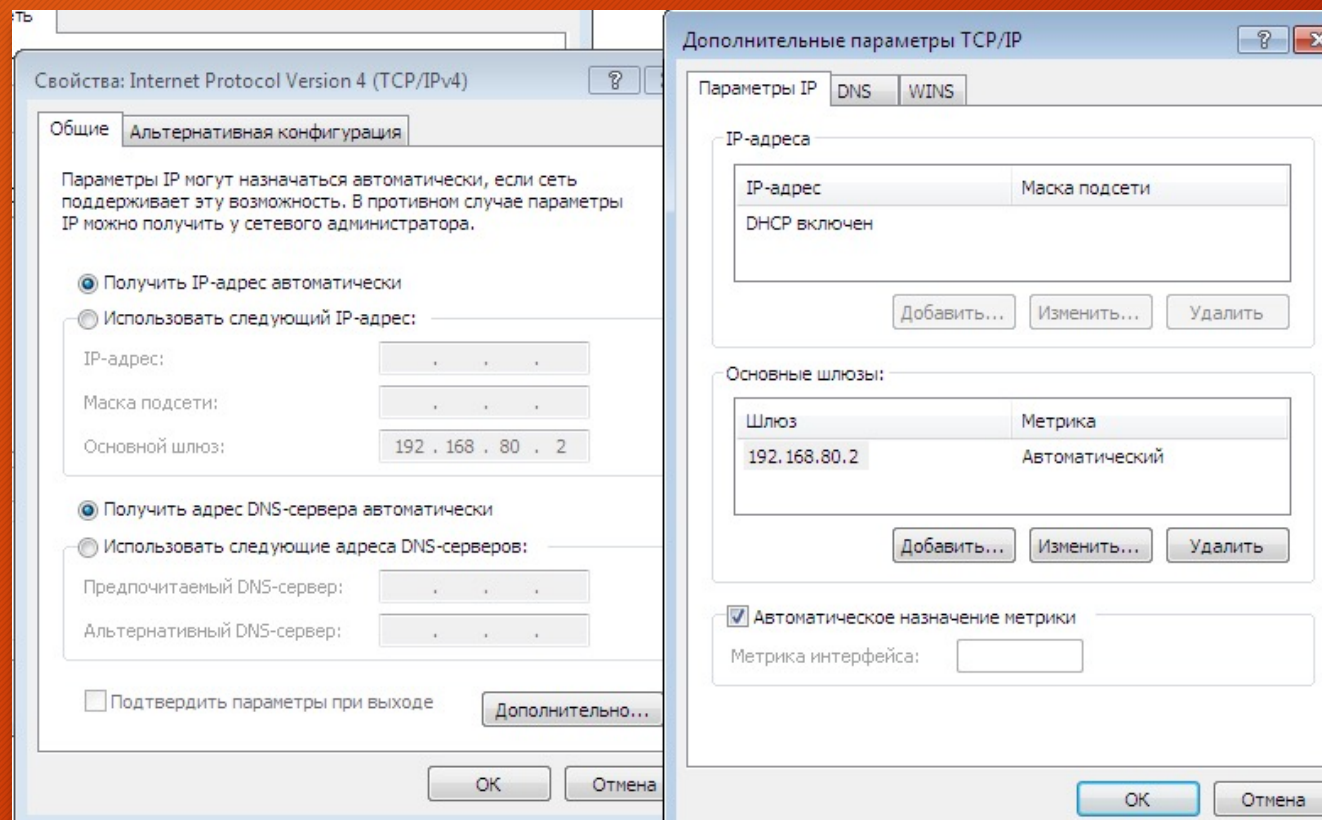 ть
Свойства: Internet Protocol Version 4 (TCP/IPv4)
Общие
Альтернативная конфигурация
Параметры IP могут назначаться автоматически, если сеть
поддерживает эту возможность. В противном случае параметры
IP можно получить у сетевого администратора.
Получить IP-адрес автоматически
Использовать следующий IP-адрес:
IP-адрес: . . .
Маска подсети: . . .
Основной шлюз: 192 . 168 . 80 . 2
Получить адрес DNS-сервера автоматически
Использовать следующие адреса DNS-серверов:
Предпочитаемый DNS-сервер: . . .
Альтернативный DNS-сервер: . . .
Подтвердить параметры при выходе
Дополнительно...
ОК Отмена
Дополнительные параметры TCP/IP
Параметры IP DNS WINS
IP-адреса
IP-адрес Маска подсети
DHCP включен
Добавить... Изменить... Удалить
Основные шлюзы:
Шлюз Метрика
192.168.80.2 Автоматический
Добавить... Изменить... Удалить
Автоматическое назначение метрики
Метрика интерфейса:
ОК Отмена